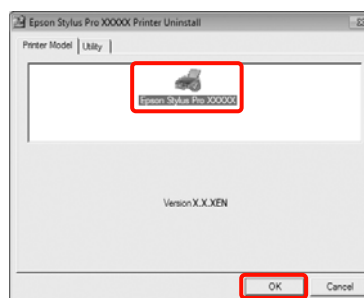 Epson Stylus Pro XXXXX Printer Uninstall
Printer Model Utility
Epson Stylus Pro XXXXX
Version X.X.XEN
OK Cancel